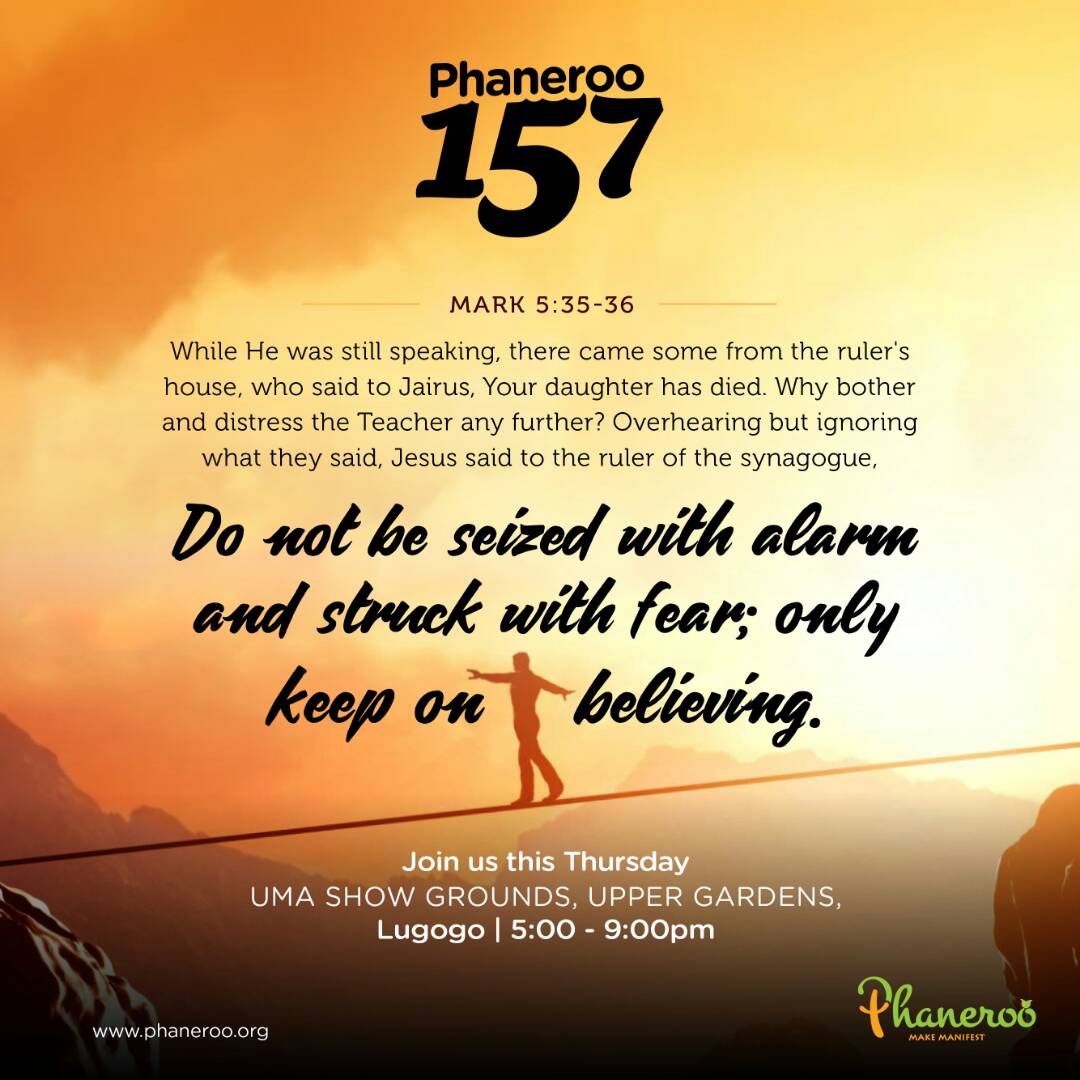 Phaneroo
157
MARK 5:35-36
While He was still speaking, there came some from the ruler's
house, who said to Jairus, Your daughter has died. Why bother
and distress the Teacher any further? Overhearing but ignoring
what they said, Jesus said to the ruler of the synagogue,
Do not be seized with alarm
and struck with fear; only
keep on believing.
Join us this Thursday
UMA SHOW GROUNDS, UPPER GARDENS,
Lugogo | 5:00 - 9:00pm
www.phaneroo.org
Phaneroo
MAKE MANIFEST